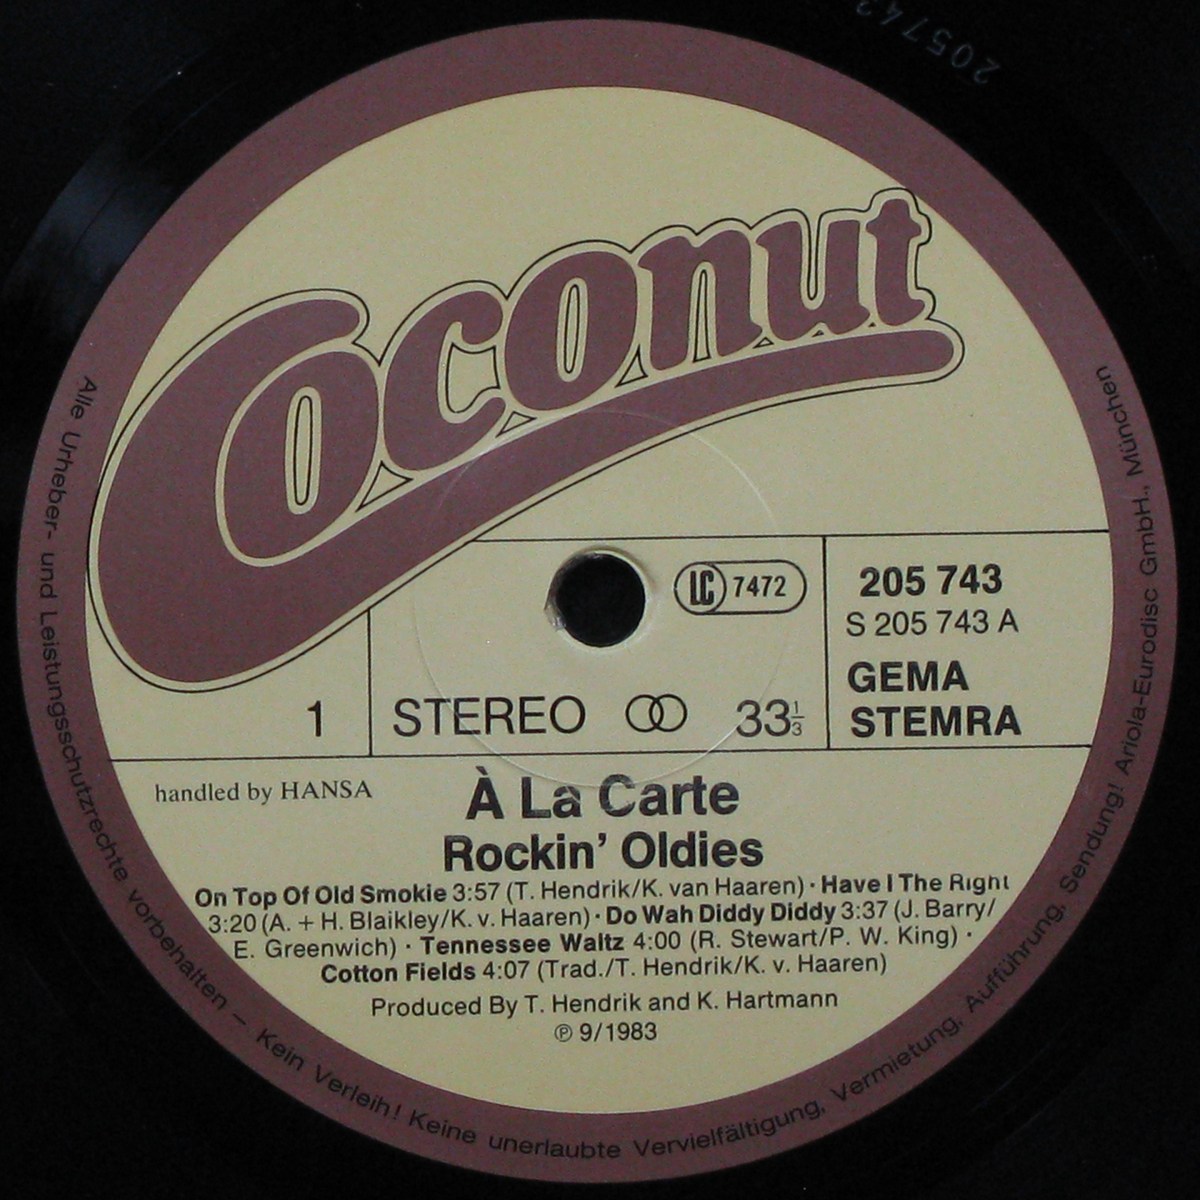 205743
Coconut
LC 7472
205 743
S 205 743 A
GEMA
STEMRA
1
STEREO
33⅓
handled by HANSA
À La Carte
Rockin' Oldies
On Top Of Old Smokie 3:57 (T. Hendrik/K. van Haaren) · Have I The Right
3:20 (A. + H. Blaikley/K. v. Haaren) · Do Wah Diddy Diddy 3:37 (J. Barry/
E. Greenwich) · Tennessee Waltz 4:00 (R. Stewart/P. W. King) ·
Cotton Fields 4:07 (Trad./T. Hendrik/K. v. Haaren)
Produced By T. Hendrik and K. Hartmann
℗ 9/1983
Alle Urheber- und Leistungsschutzrechte vorbehalten – Kein Verleih! Keine unerlaubte Vervielfältigung, Vermietung, Aufführung, Sendung! Ariola-Eurodisc GmbH., München